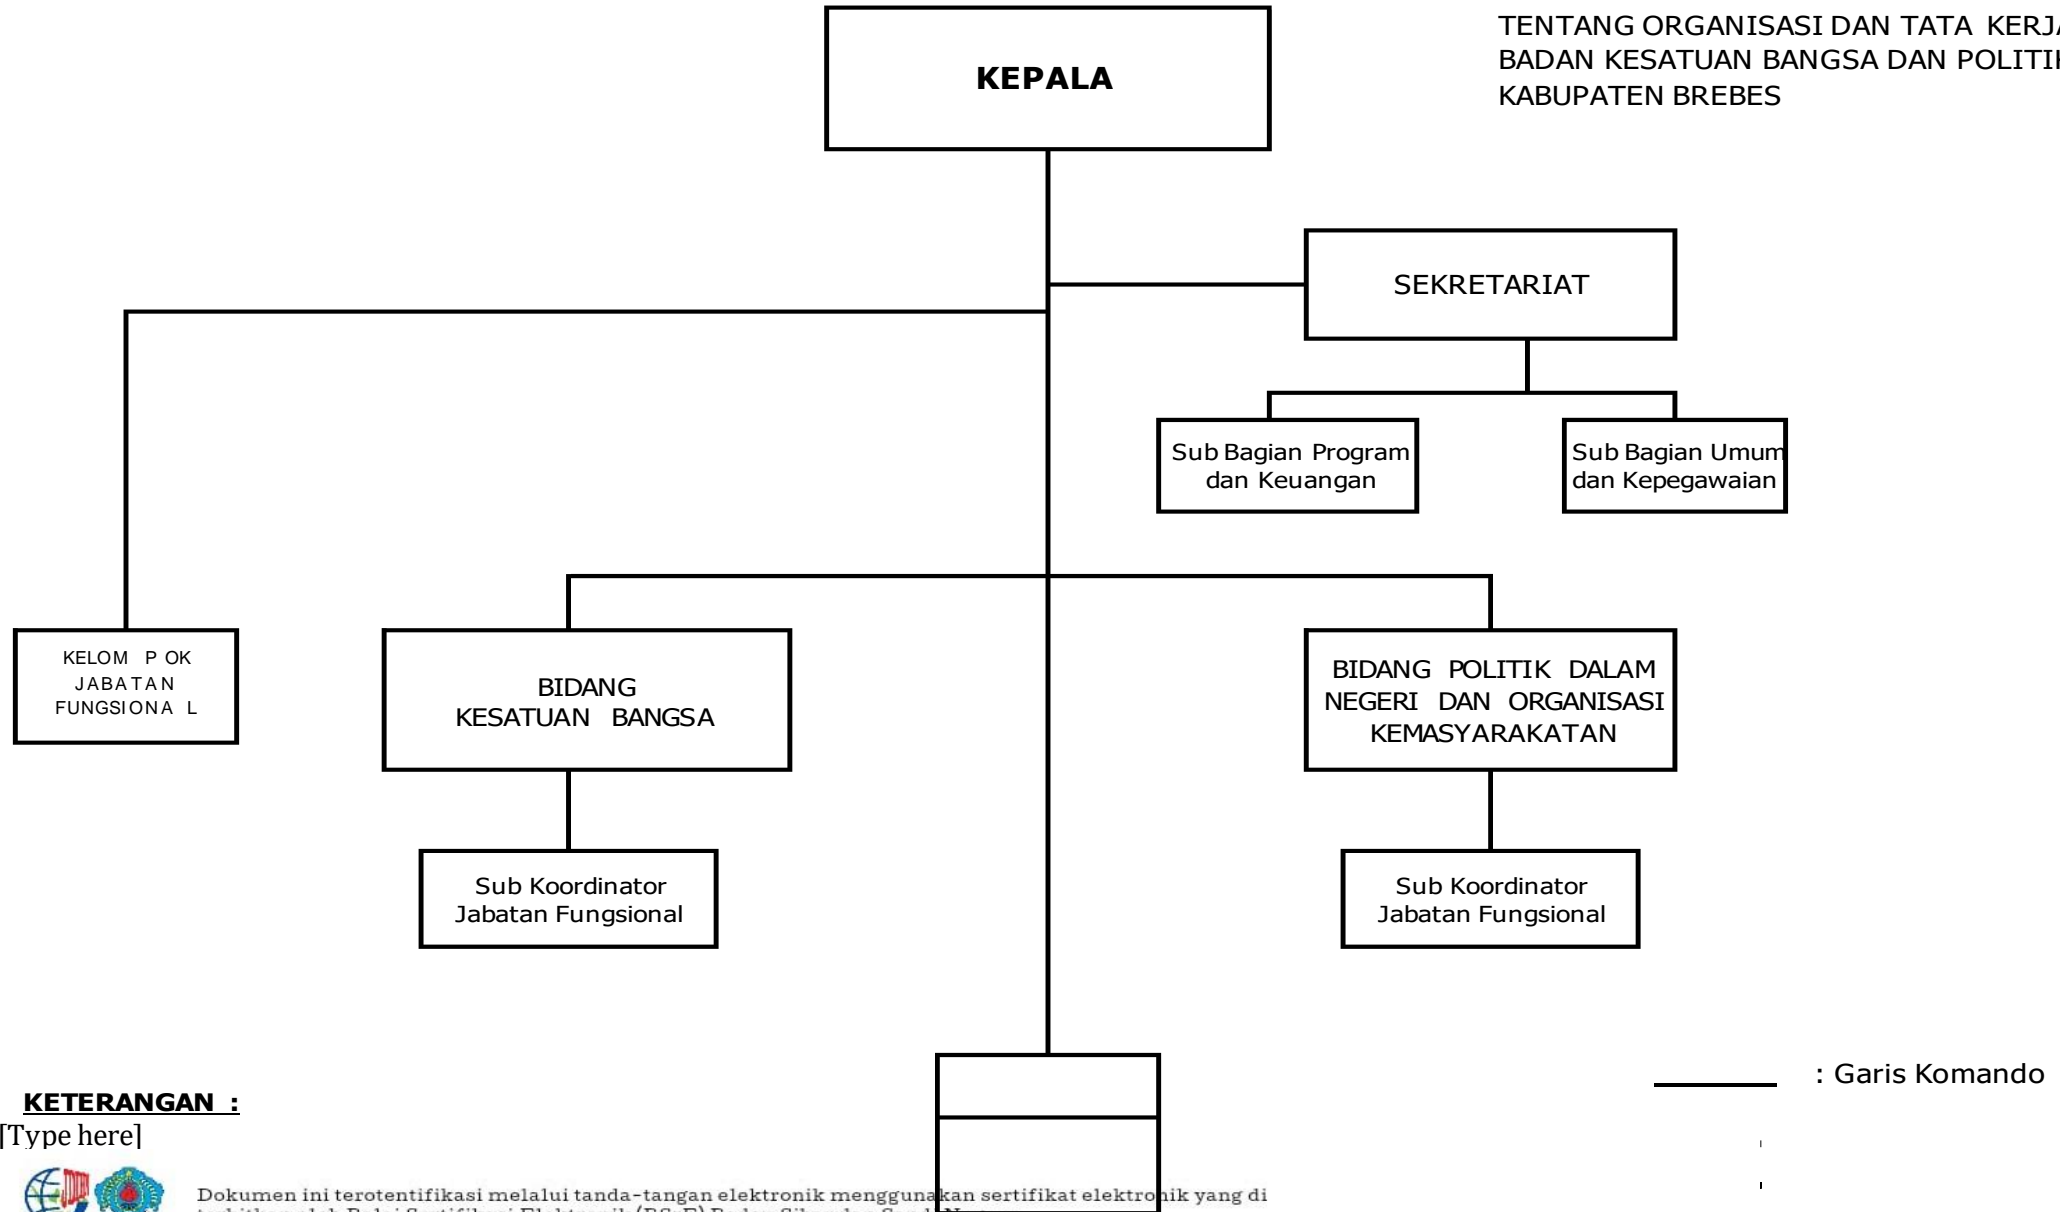 TENTANG ORGANISASI DAN TATA KERJA
BADAN KESATUAN BANGSA DAN POLITIK
KABUPATEN BREBES
KEPALA
SEKRETARIAT
Sub Bagian Program
dan Keuangan
Sub Bagian Umum
dan Kepegawaian
KELOMPOK
JABATAN
FUNGSIONAL
BIDANG
KESATUAN BANGSA
BIDANG POLITIK DALAM
NEGERI DAN ORGANISASI
KEMASYARAKATAN
Sub Koordinator
Jabatan Fungsional
Sub Koordinator
Jabatan Fungsional
: Garis Komando
KETERANGAN :
[Type here]
Dokumen ini terotentifikasi melalui tanda-tangan elektronik menggunakan sertifikat elektronik yang di